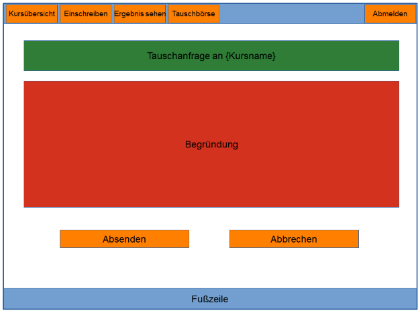 Kursübersicht Einschreiben Ergebnis sehen Tauschbörse Abmelden
Tauschanfrage an {Kursname}
Begründung
Absenden Abbrechen
Fußzeile